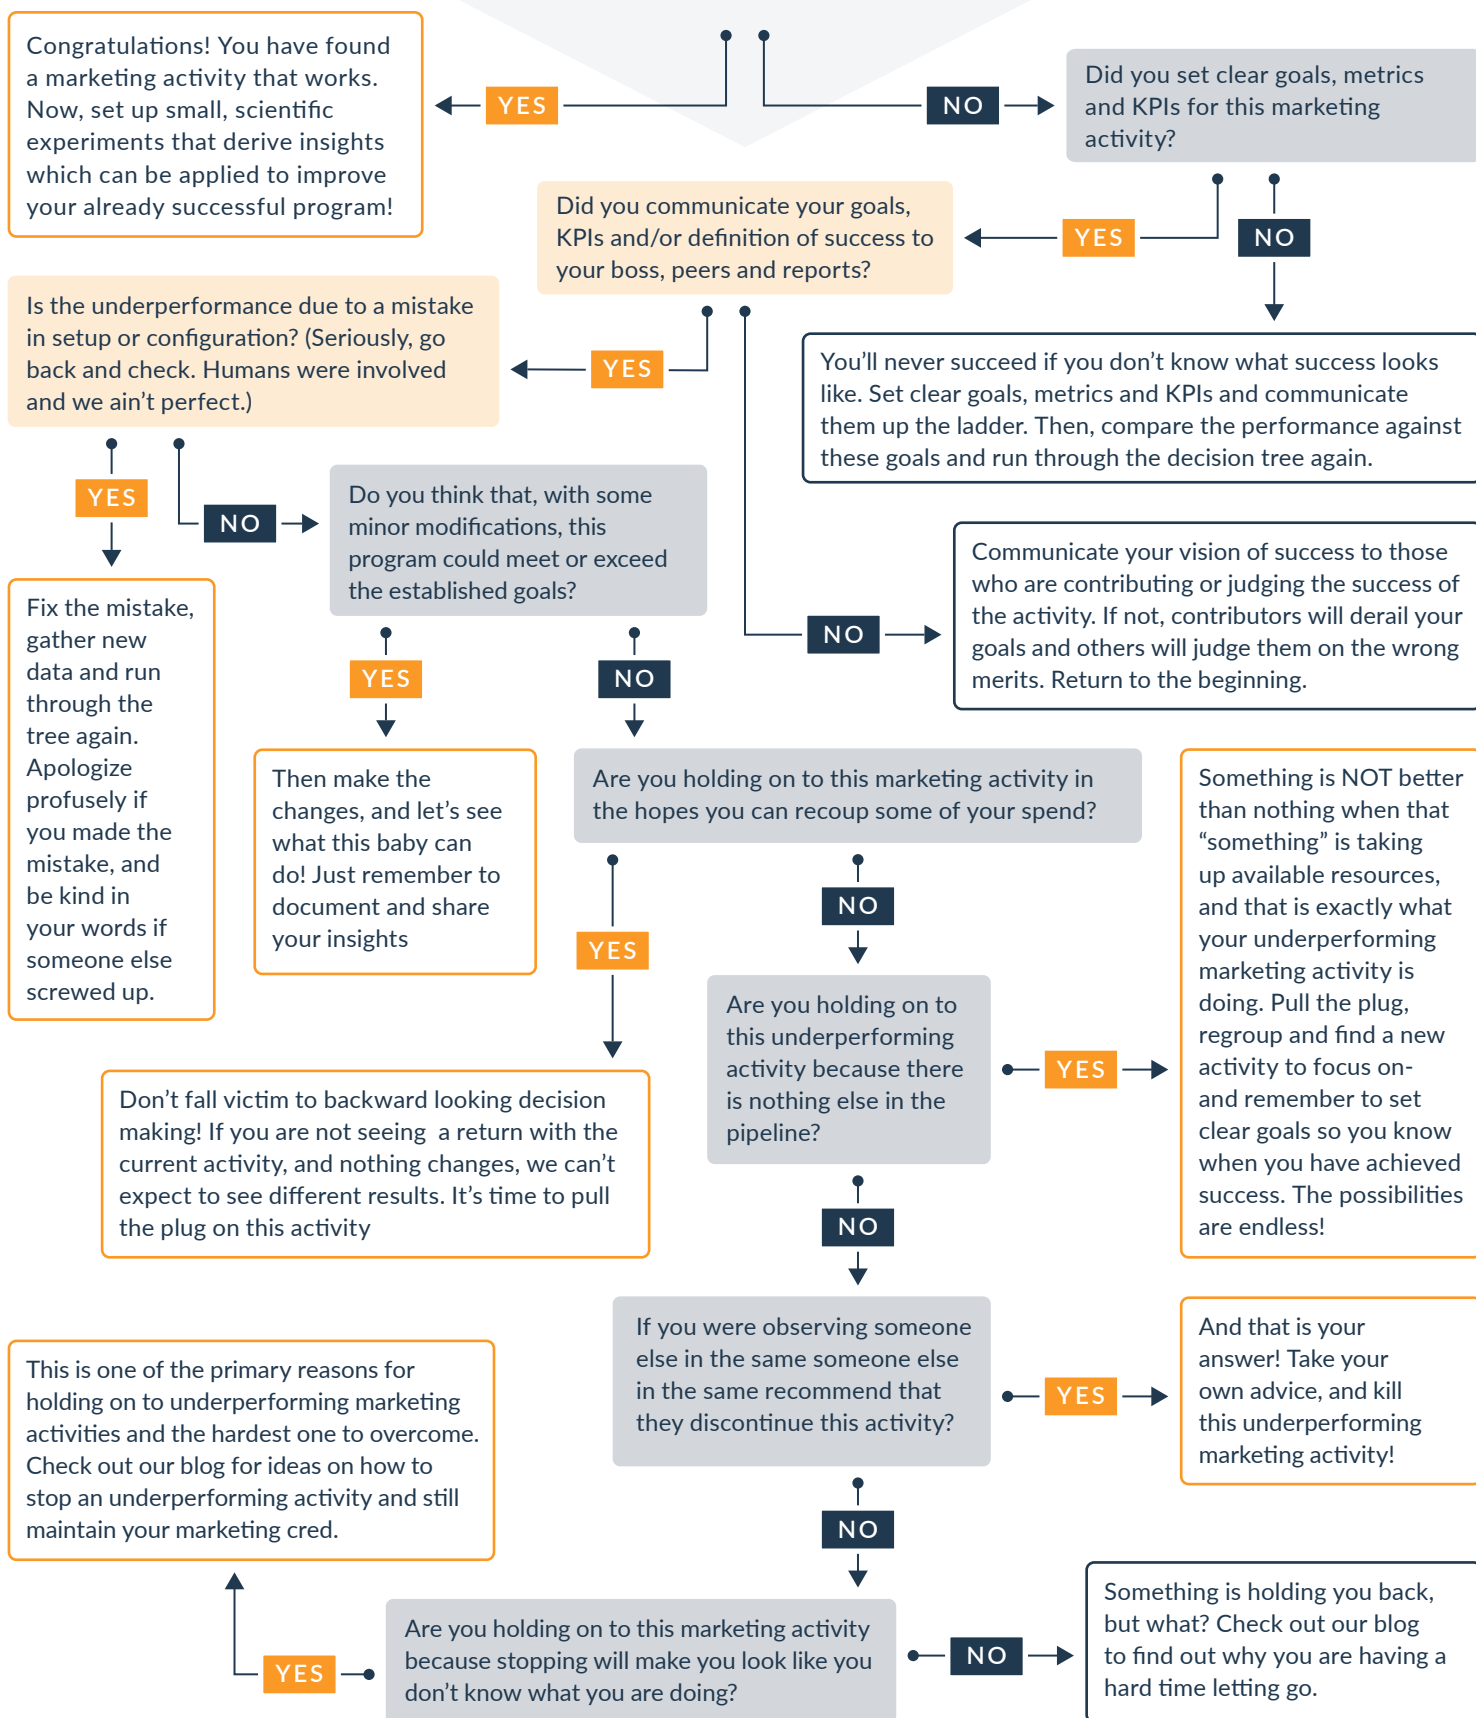 Congratulations! You have found
a marketing activity that works.
Now, set up small, scientific
experiments that derive insights
which can be applied to improve
your already successful program!
YES
NO
Did you set clear goals, metrics
and KPIs for this marketing
activity?
Did you communicate your goals,
KPIs and/or definition of success to
your boss, peers and reports?
YES
NO
Is the underperformance due to a mistake
in setup or configuration? (Seriously, go
back and check. Humans were involved
and we ain't perfect.)
YES
You'll never succeed if you don't know what success looks
like. Set clear goals, metrics and KPIs and communicate
them up the ladder. Then, compare the performance against
these goals and run through the decision tree again.
YES
NO
Do you think that, with some
minor modifications, this
program could meet or exceed
the established goals?
NO
Communicate your vision of success to those
who are contributing or judging the success of
the activity. If not, contributors will derail your
goals and others will judge them on the wrong
merits. Return to the beginning.
Fix the mistake,
gather new
data and run
through the
tree again.
Apologize
profusely if
you made the
mistake, and
be kind in
your words if
someone else
screwed up.
YES
NO
Then make the
changes, and let's see
what this baby can
do! Just remember to
document and share
your insights
Are you holding on to this marketing activity in
the hopes you can recoup some of your spend?
YES
NO
Something is NOT better
than nothing when that
“something” is taking
up available resources,
and that is exactly what
your underperforming
marketing activity is
doing. Pull the plug,
regroup and find a new
activity to focus on-
and remember to set
clear goals so you know
when you have achieved
success. The possibilities
are endless!
Are you holding on to
this underperforming
activity because there
is nothing else in the
pipeline?
YES
Don't fall victim to backward looking decision
making! If you are not seeing  a return with the
current activity, and nothing changes, we can't
expect to see different results. It's time to pull
the plug on this activity
NO
If you were observing someone
else in the same someone else
in the same recommend that
they discontinue this activity?
YES
And that is your
answer! Take your
own advice, and kill
this underperforming
marketing activity!
This is one of the primary reasons for
holding on to underperforming marketing
activities and the hardest one to overcome.
Check out our blog for ideas on how to
stop an underperforming activity and still
maintain your marketing cred.
NO
Are you holding on to this marketing activity
because stopping will make you look like you
don't know what you are doing?
YES
NO
Something is holding you back,
but what? Check out our blog
to find out why you are having a
hard time letting go.